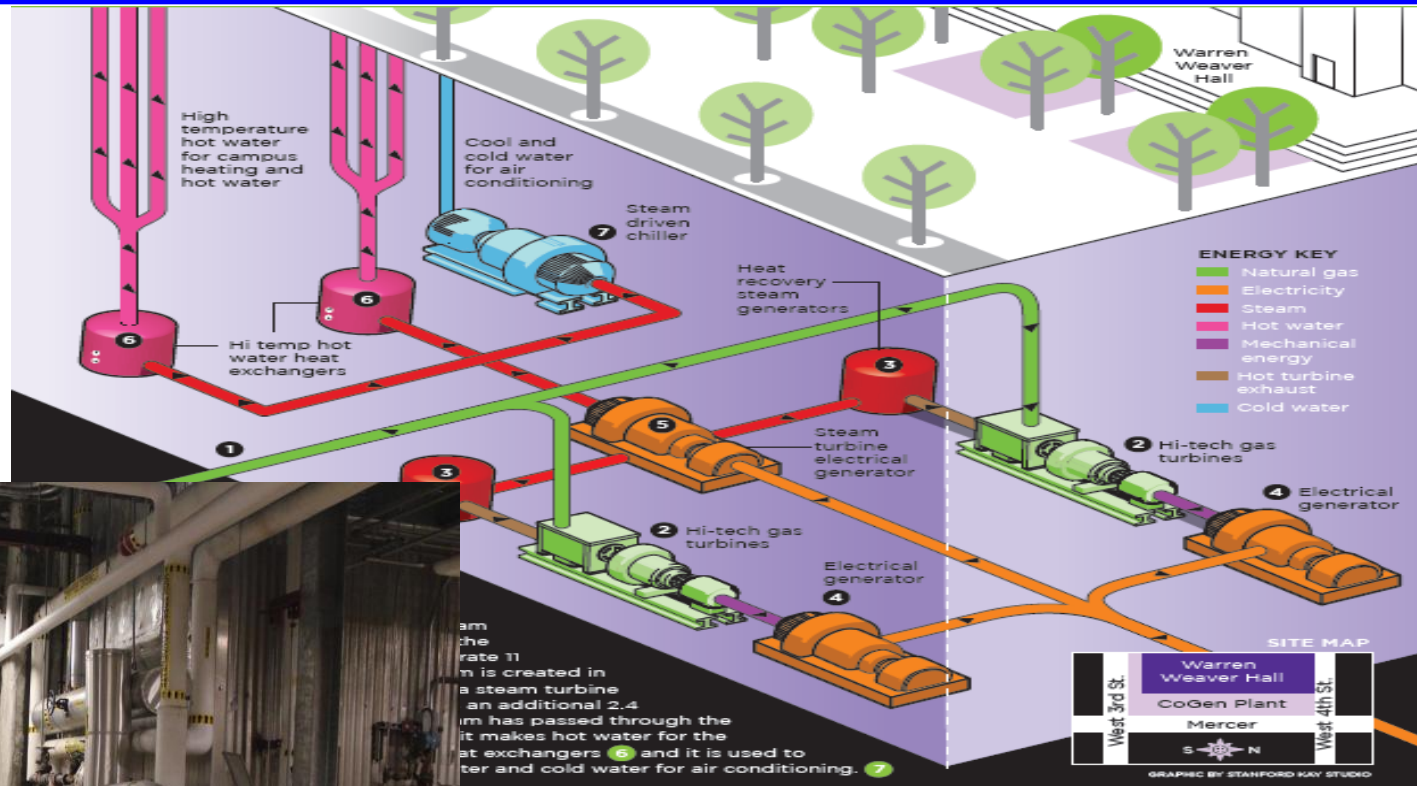 Warren
Weaver
Hall
High
temperature
hot water
for campus
heating and
hot water
Cool and
cold water
for air
conditioning
7
Steam
driven
chiller
6
6
Hi temp hot
water heat
exchangers
Heat
recovery
steam
generators
3
ENERGY KEY
Natural gas
Electricity
Steam
Hot water
Mechanical
energy
Hot turbine
exhaust
Cold water
1
5
Steam
turbine
electrical
generator
2 Hi-tech gas
turbines
4 Electrical
generator
3
2 Hi-tech gas
turbines
Electrical
generator
4
am
the
rate 11
m is created in
a steam turbine
an additional 2.4
am has passed through the
it makes hot water for the
at exchangers 6 and it is used to
ter and cold water for air conditioning. 7
SITE MAP
West 3rd St.
Warren
Weaver Hall
CoGen Plant
Mercer
S N
West 4th St.
GRAPHIC BY STANFORD KAY STUDIO